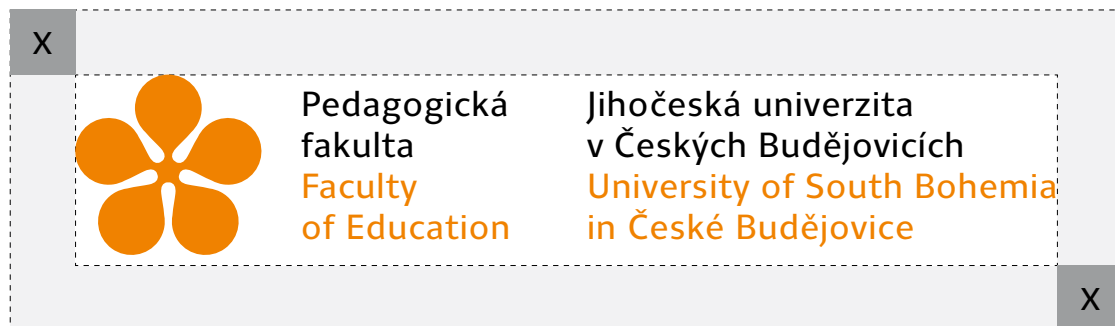 X
Pedagogická
fakulta
Faculty
of Education
Jihočeská univerzita
v Českých Budějovicích
University of South Bohemia
in České Budějovice
X